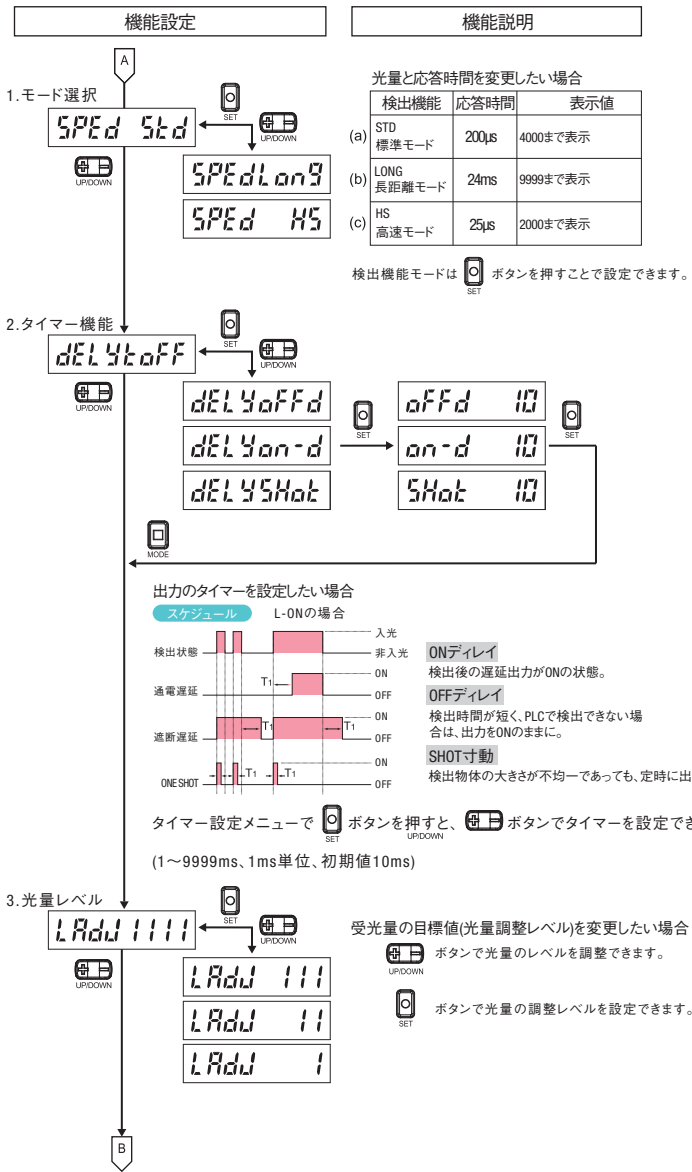 機能設定
機能説明
A
1.モード選択
SPEd Std
SET
UP/DOWN
UP/DOWN
SPEdLong
SPEd HS
光量と応答時間を変更したい場合
検出機能 応答時間 表示値
(a) STD 標準モード 200μs 4000まで表示
(b) LONG 長距離モード 24ms 9999まで表示
(c) HS 高速モード 25μs 2000まで表示
検出機能モードは SET ボタンを押すことで設定できます。
2.タイマー機能
dELYtoFF
SET
UP/DOWN
UP/DOWN
dELYoFFd
dELYon-d
dELYSHot
SET
oFFd 10
on-d 10
SHot 10
SET
MODE
出力のタイマーを設定したい場合
スケジュール L-ONの場合
検出状態 入光 非入光
通電遅延 T1 ON OFF
遮断遅延 T1 T1 ON OFF
ONE SHOT T1 T1 ON OFF
ONディレイ
検出後の遅延出力がONの状態。
OFFディレイ
検出時間が短く、PLCで検出できない場
合は、出力をONのままに。
SHOT寸動
検出物体の大きさが不均一であっても、定時に出
タイマー設定メニューで SET ボタンを押すと、 UP/DOWN ボタンでタイマーを設定でき
(1～9999ms、1ms単位、初期値10ms)
3.光量レベル
LAdJ 1111
SET
UP/DOWN
UP/DOWN
LAdJ 111
LAdJ 11
LAdJ 1
受光量の目標値(光量調整レベル)を変更したい場合
UP/DOWN ボタンで光量のレベルを調整できます。
SET ボタンで光量の調整レベルを設定できます。
B